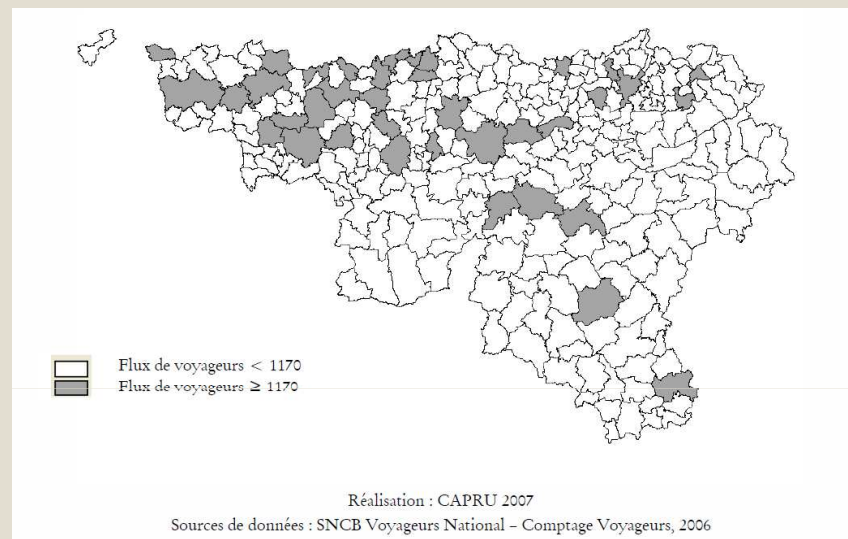 Flux de voyageurs < 1170
Flux de voyageurs ≥ 1170
Réalisation : CAPRU 2007
Sources de données : SNCB Voyageurs National – Comptage Voyageurs, 2006